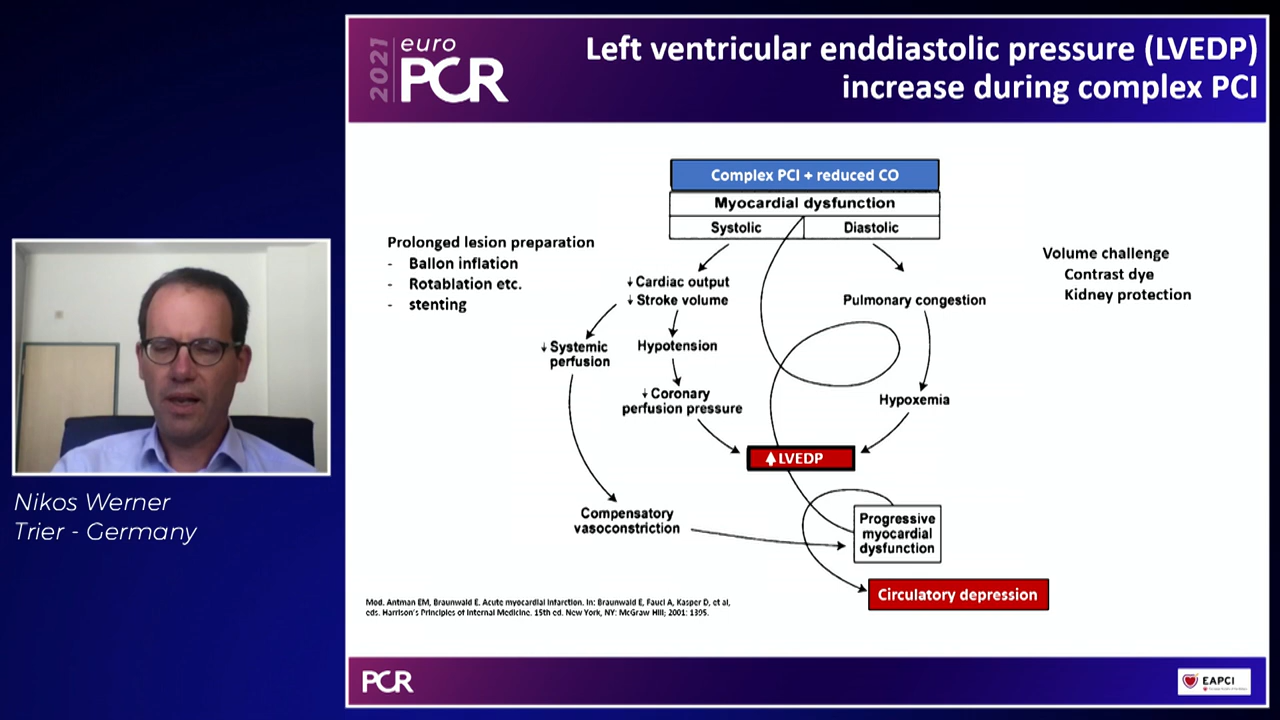 2021
euro
PCR
Left ventricular enddiastolic pressure (LVEDP)
increase during complex PCI
Complex PCI + reduced CO
Myocardial dysfunction
Systolic
Diastolic
Prolonged lesion preparation
- Ballon inflation
- Rotablation etc.
- stenting
Volume challenge
Contrast dye
Kidney protection
↓ Cardiac output
↓ Stroke volume
Pulmonary congestion
↓ Systemic
perfusion
Hypotension
↓ Coronary
perfusion pressure
Hypoxemia
⬆LVEDP
Compensatory
vasoconstriction
Progressive
myocardial
dysfunction
Circulatory depression
Nikos Werner
Trier - Germany
Mod. Antman EM, Braunwald E. Acute myocardial infarction. In: Braunwald E, Fauci A, Kasper D, et al,
eds. Harrison's Principles of Internal Medicine. 15th ed. New York, NY: McGraw Hill; 2001: 1395.
PCR
EAPCI